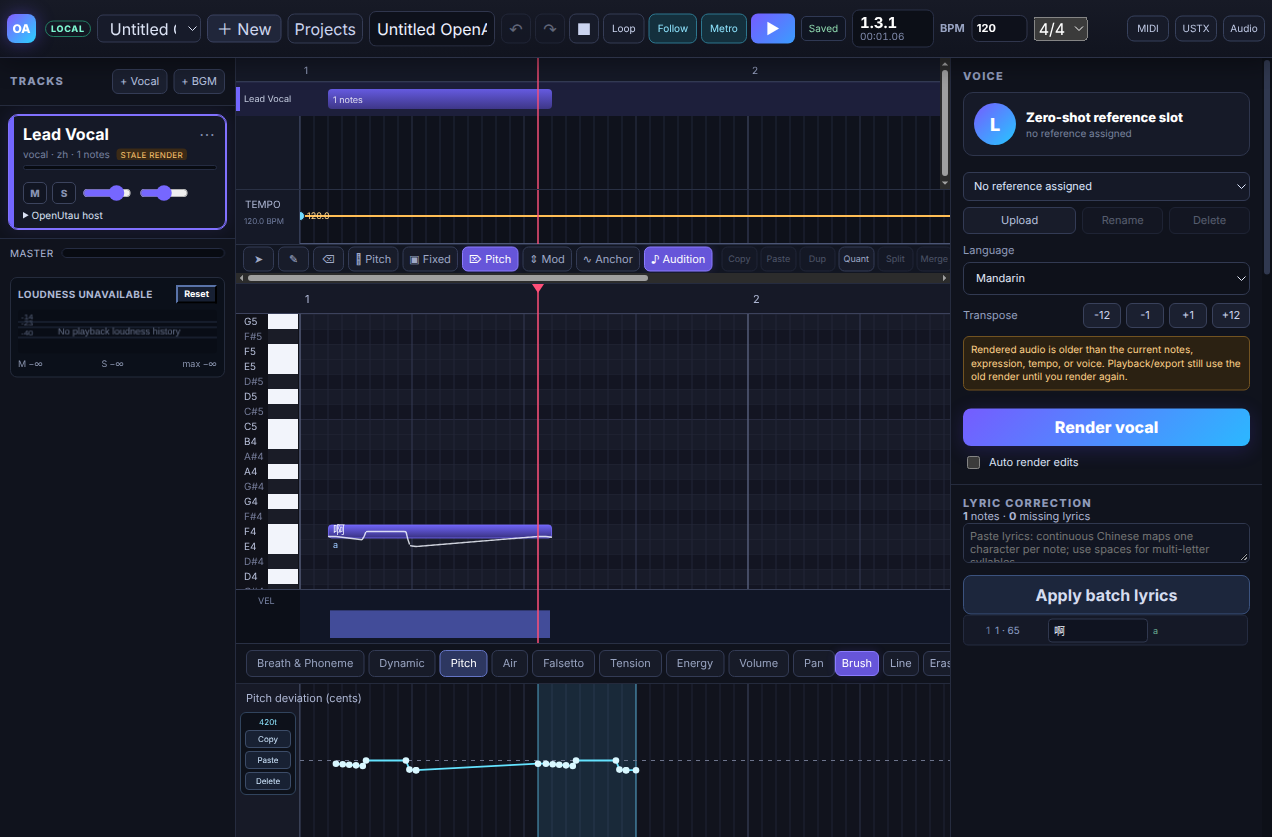 OA
LOCAL
Untitled (
+ New
Projects
Untitled OpenA
Loop
Follow
Metro
Saved
1.3.1
00:01.06
BPM
120
4/4
MIDI
USTX
Audio
TRACKS
+ Vocal
+ BGM
Lead Vocal
...
vocal · zh · 1 notes
STALE RENDER
M
S
OpenUtau host
MASTER
LOUDNESS UNAVAILABLE
Reset
-14
-23
-40
No playback loudness history
M −∞
S −∞
max −∞
1
2
Lead Vocal
1 notes
TEMPO
120.0 BPM
120.0
Pitch
Fixed
Pitch
Mod
Anchor
Audition
Copy
Paste
Dup
Quant
Split
Merge
1
2
G5
F#5
F5
E5
D#5
D5
C#5
C5
B4
A#4
A4
G#4
G4
F#4
F4
E4
D#4
D4
啊
a
VEL
Breath & Phoneme
Dynamic
Pitch
Air
Falsetto
Tension
Energy
Volume
Pan
Brush
Line
Eras
Pitch deviation (cents)
420t
Copy
Paste
Delete
VOICE
L
Zero-shot reference slot
no reference assigned
No reference assigned
Upload
Rename
Delete
Language
Mandarin
Transpose
-12
-1
+1
+12
Rendered audio is older than the current notes,
expression, tempo, or voice. Playback/export still use the
old render until you render again.
Render vocal
Auto render edits
LYRIC CORRECTION
1 notes · 0 missing lyrics
Paste lyrics: continuous Chinese maps one
character per note; use spaces for multi-letter
syllables
Apply batch lyrics
1 1 · 65
啊
a